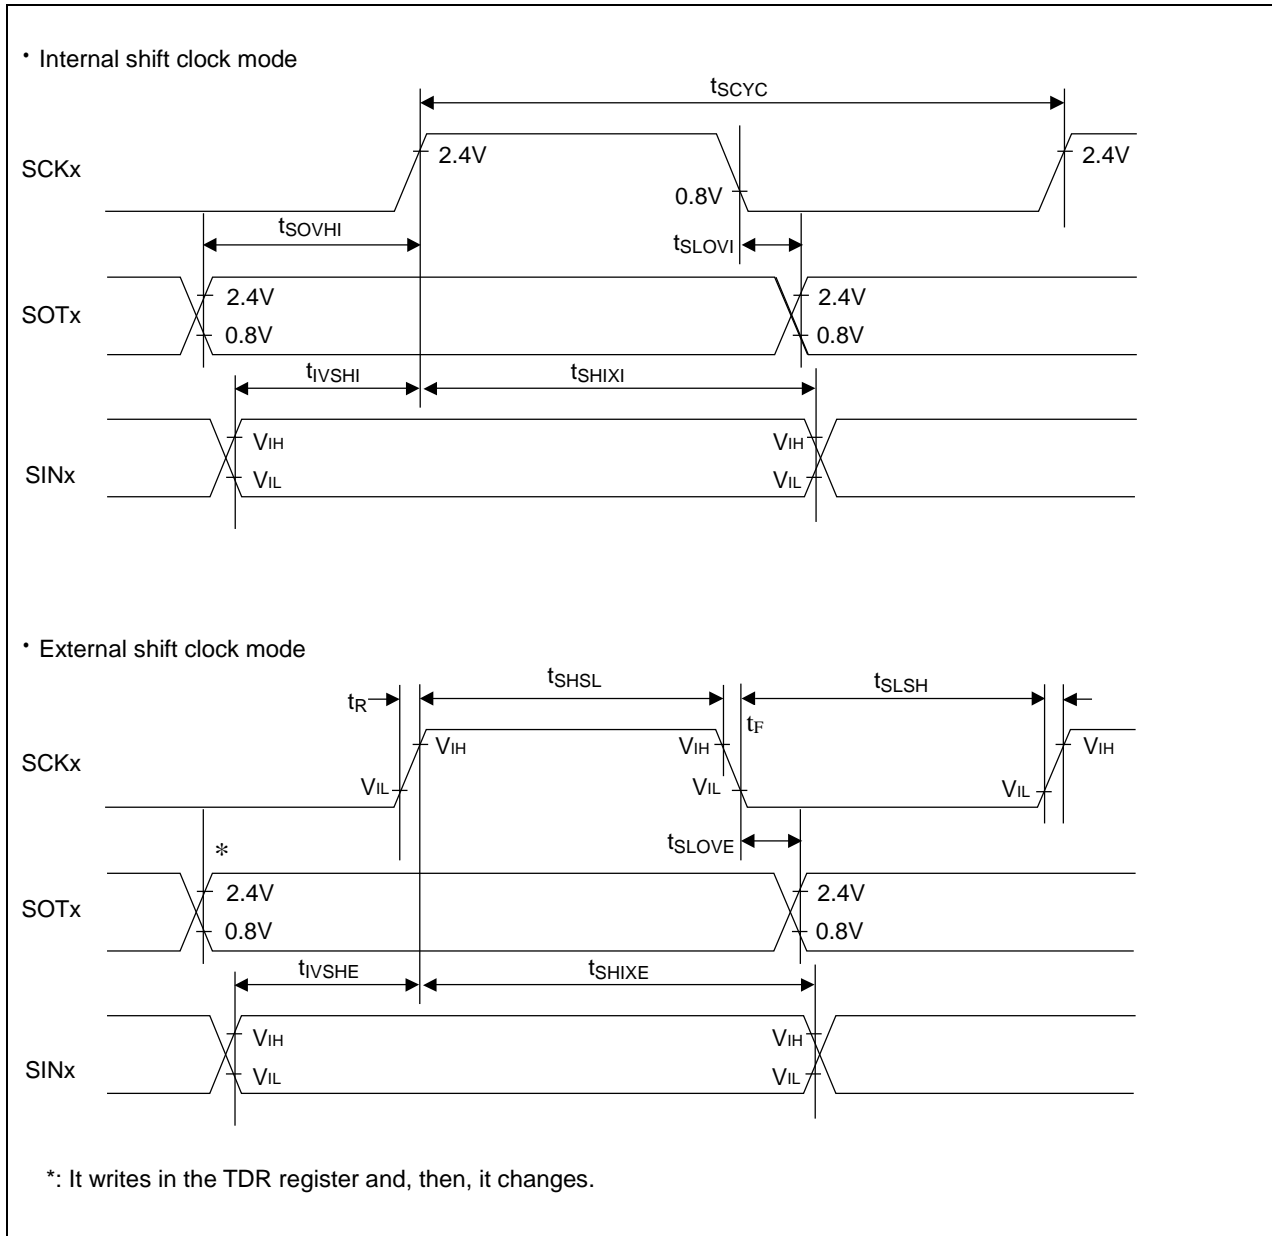 ・Internal shift clock mode
tSCYC
SCKx
2.4V
0.8V
2.4V
tSOVHI
tSLOVI
SOTx
2.4V
0.8V
2.4V
0.8V
tIVSHI
tSHIXI
SINx
VIH
VIL
VIH
VIL
・External shift clock mode
tR
tSHSL
tSLSH
tF
SCKx
VIH
VIL
VIH
VIL
VIH
VIL
tSLOVE
*
SOTx
2.4V
0.8V
2.4V
0.8V
tIVSHE
tSHIXE
SINx
VIH
VIL
VIH
VIL
*: It writes in the TDR register and, then, it changes.